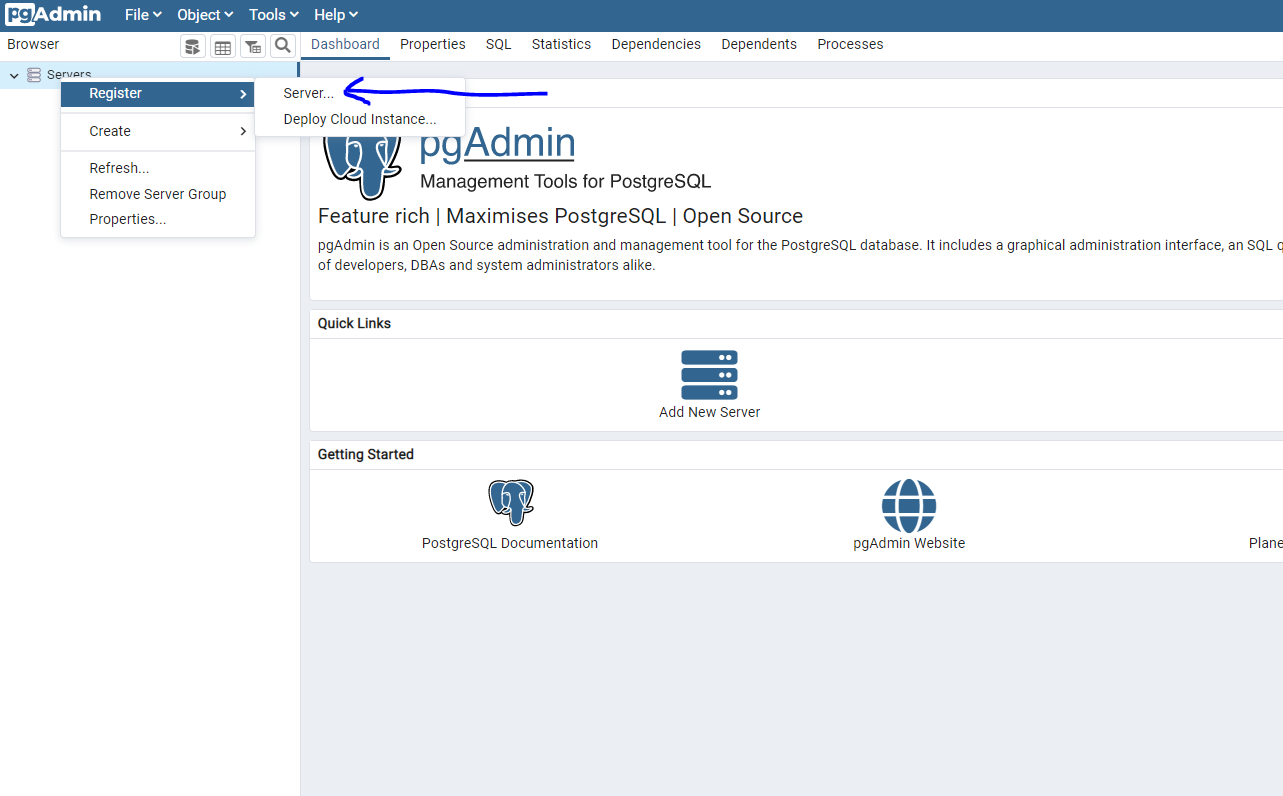 pgAdmin File Object Tools Help
Browser
Dashboard Properties SQL Statistics Dependencies Dependents Processes
Servers
Register
Server...
Deploy Cloud Instance...
Create
Refresh...
Remove Server Group
Properties...
pgAdmin
Management Tools for PostgreSQL
Feature rich | Maximises PostgreSQL | Open Source
pgAdmin is an Open Source administration and management tool for the PostgreSQL database. It includes a graphical administration interface, an SQL q
of developers, DBAs and system administrators alike.
Quick Links
Add New Server
Getting Started
PostgreSQL Documentation
pgAdmin Website
Plane